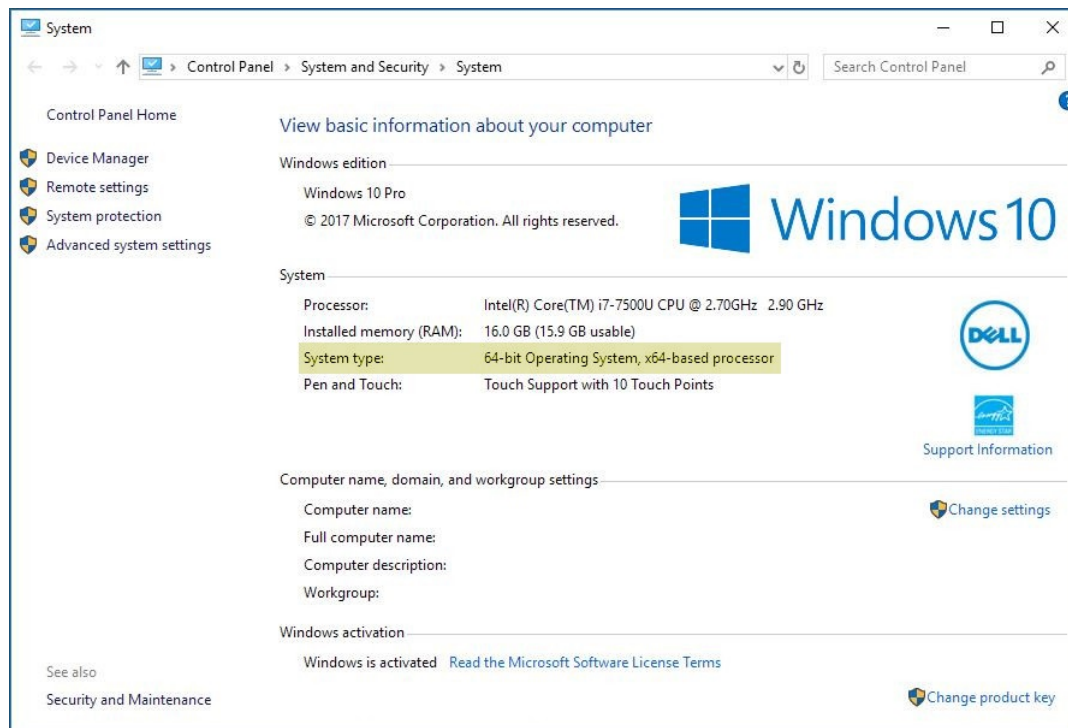 System
Control Panel > System and Security > System
Search Control Panel
Control Panel Home
Device Manager
Remote settings
System protection
Advanced system settings
See also
Security and Maintenance
View basic information about your computer
Windows edition
Windows 10 Pro
© 2017 Microsoft Corporation. All rights reserved.
Windows 10
System
Processor: Intel(R) Core(TM) i7-7500U CPU @ 2.70GHz 2.90 GHz
Installed memory (RAM): 16.0 GB (15.9 GB usable)
System type: 64-bit Operating System, x64-based processor
Pen and Touch: Touch Support with 10 Touch Points
DELL
ENERGY STAR
Support Information
Computer name, domain, and workgroup settings
Computer name:
Change settings
Full computer name:
Computer description:
Workgroup:
Windows activation
Windows is activated Read the Microsoft Software License Terms
Change product key